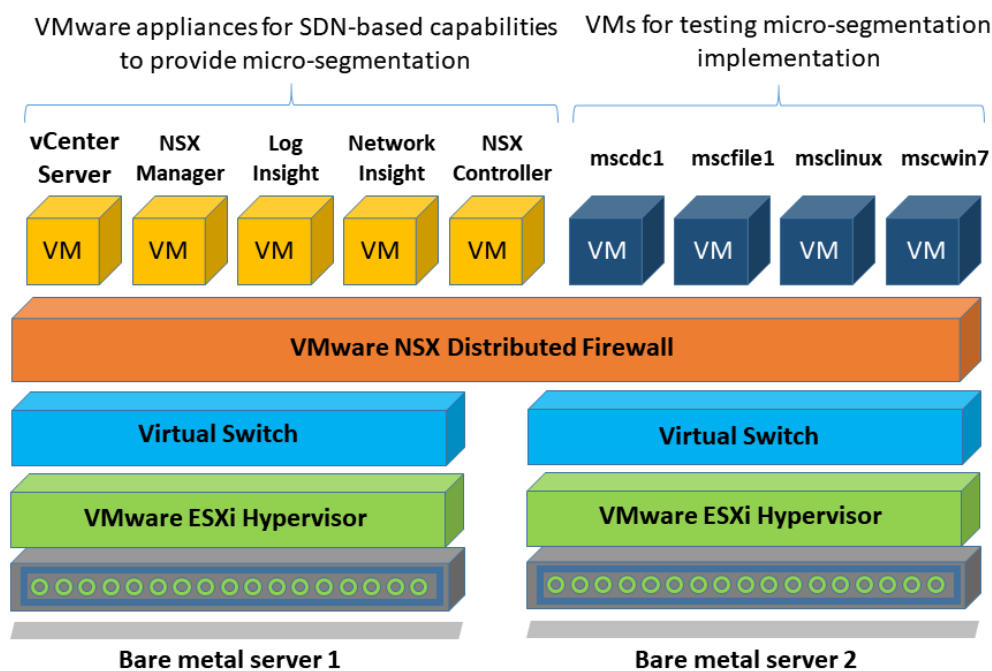 VMware appliances for SDN-based capabilities
to provide micro-segmentation
VMs for testing micro-segmentation
implementation
vCenter
Server
NSX
Manager
Log
Insight
Network
Insight
NSX
Controller
mscdc1
mscfile1
msclinux
mscwin7
VM
VM
VM
VM
VM
VM
VM
VM
VM
VMware NSX Distributed Firewall
Virtual Switch
Virtual Switch
VMware ESXi Hypervisor
VMware ESXi Hypervisor
Bare metal server 1
Bare metal server 2